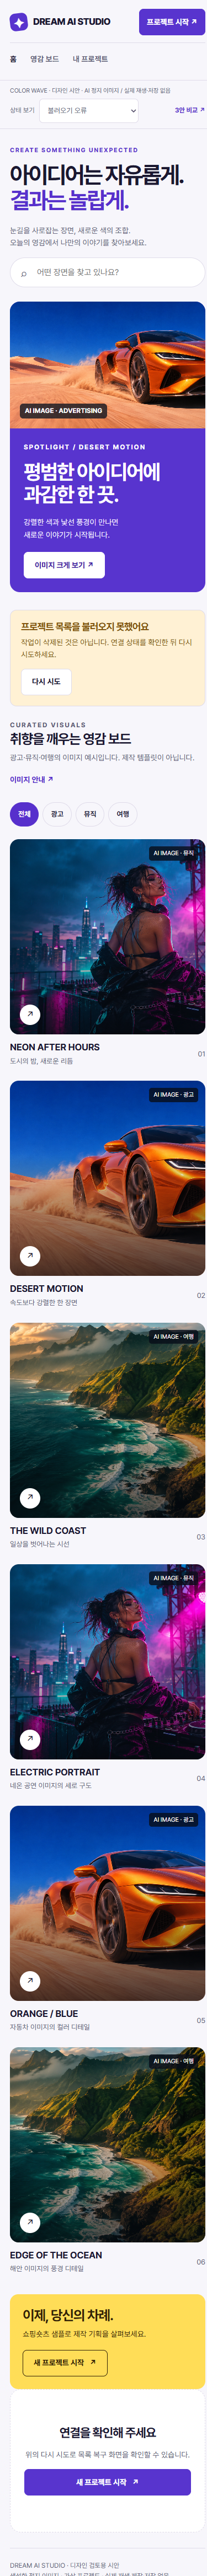 DREAM AI STUDIO
프로젝트 시작 ↗
홈 영감 보드 내 프로젝트
COLOR WAVE · 디자인 시안 · AI 정지 이미지 / 실제 재생·저장 없음
상태 보기 불러오기 오류 3안 비교 ↗
CREATE SOMETHING UNEXPECTED
아이디어는 자유롭게.
결과는 놀랍게.
눈길을 사로잡는 장면, 새로운 색의 조합.
오늘의 영감에서 나만의 이야기를 찾아보세요.
어떤 장면을 찾고 있나요?
AI IMAGE · ADVERTISING
SPOTLIGHT / DESERT MOTION
평범한 아이디어에
과감한 한 끗.
강렬한 색과 낯선 풍경이 만나면
새로운 이야기가 시작됩니다.
이미지 크게 보기 ↗
프로젝트 목록을 불러오지 못했어요
작업이 삭제된 것은 아닙니다. 연결 상태를 확인한 뒤 다시
시도하세요.
다시 시도
CURATED VISUALS
취향을 깨우는 영감 보드
광고·뮤직·여행의 이미지 예시입니다. 제작 템플릿이 아닙니다.
이미지 안내 ↗
전체 광고 뮤직 여행
AI IMAGE · 뮤직
↗
NEON AFTER HOURS
01
도시의 밤, 새로운 리듬
AI IMAGE · 광고
↗
DESERT MOTION
02
속도보다 강렬한 한 장면
AI IMAGE · 여행
↗
THE WILD COAST
03
일상을 벗어나는 시선
AI IMAGE · 뮤직
↗
ELECTRIC PORTRAIT
04
네온 공연 이미지의 세로 구도
AI IMAGE · 광고
↗
ORANGE / BLUE
05
자동차 이미지의 컬러 디테일
AI IMAGE · 여행
↗
EDGE OF THE OCEAN
06
해안 이미지의 풍경 디테일
이제, 당신의 차례.
쇼핑숏츠 샘플로 제작 기획을 살펴보세요.
새 프로젝트 시작 ↗
연결을 확인해 주세요
위의 다시 시도로 목록 복구 화면을 확인할 수 있습니다.
새 프로젝트 시작 ↗
DREAM AI STUDIO · 디자인 검토용 시안